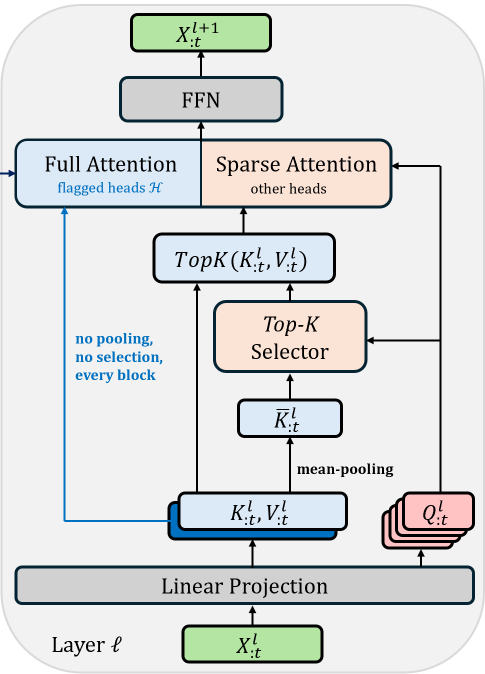 X^{l+1}_{:t}
FFN
Full Attention
flagged heads ℋ
Sparse Attention
other heads
TopK(K^l_{:t}, V^l_{:t})
no pooling,
no selection,
every block
Top-K
Selector
K̅^l_{:t}
mean-pooling
K^l_{:t}, V^l_{:t}
Q^l_{:t}
Linear Projection
Layer ℓ
X^l_{:t}